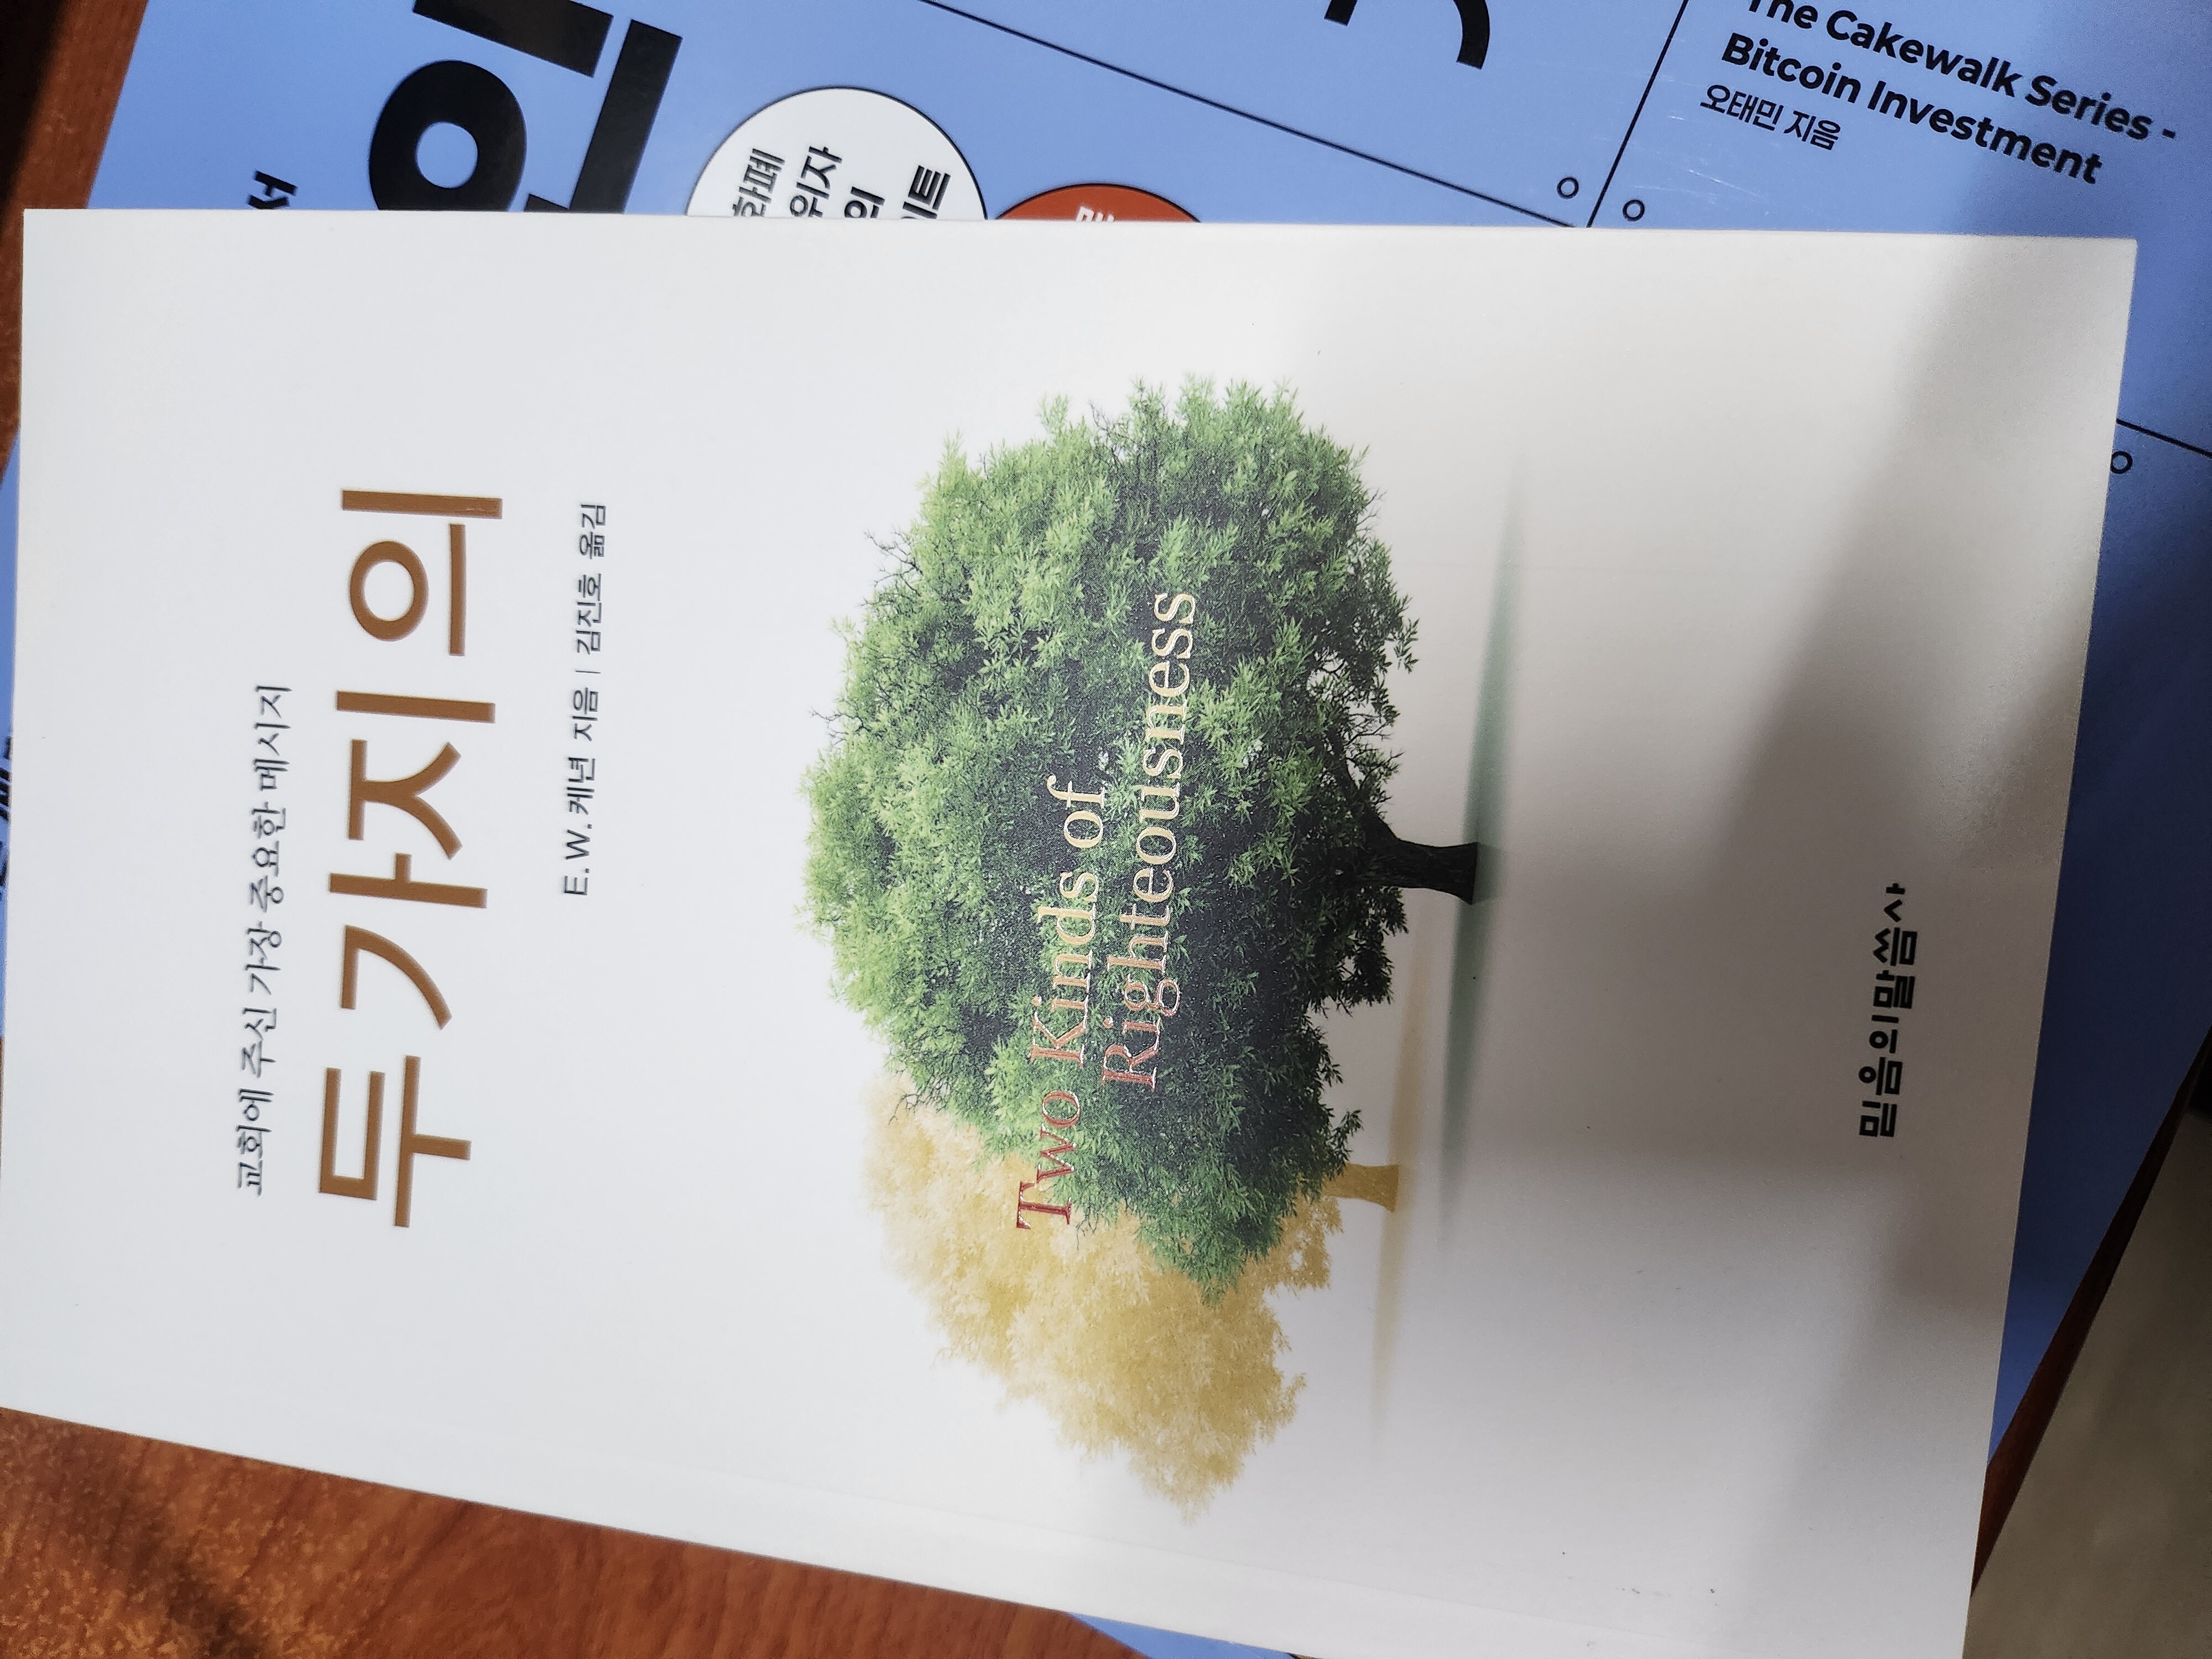 교회에 주신 가장 중요한 메시지
두 가지 의
E. W. 케년 지음 | 김진호 옮김
Two Kinds of
Righteousness
믿음의말씀사
The Cakewalk Series -
Bitcoin Investment
오태민 지음